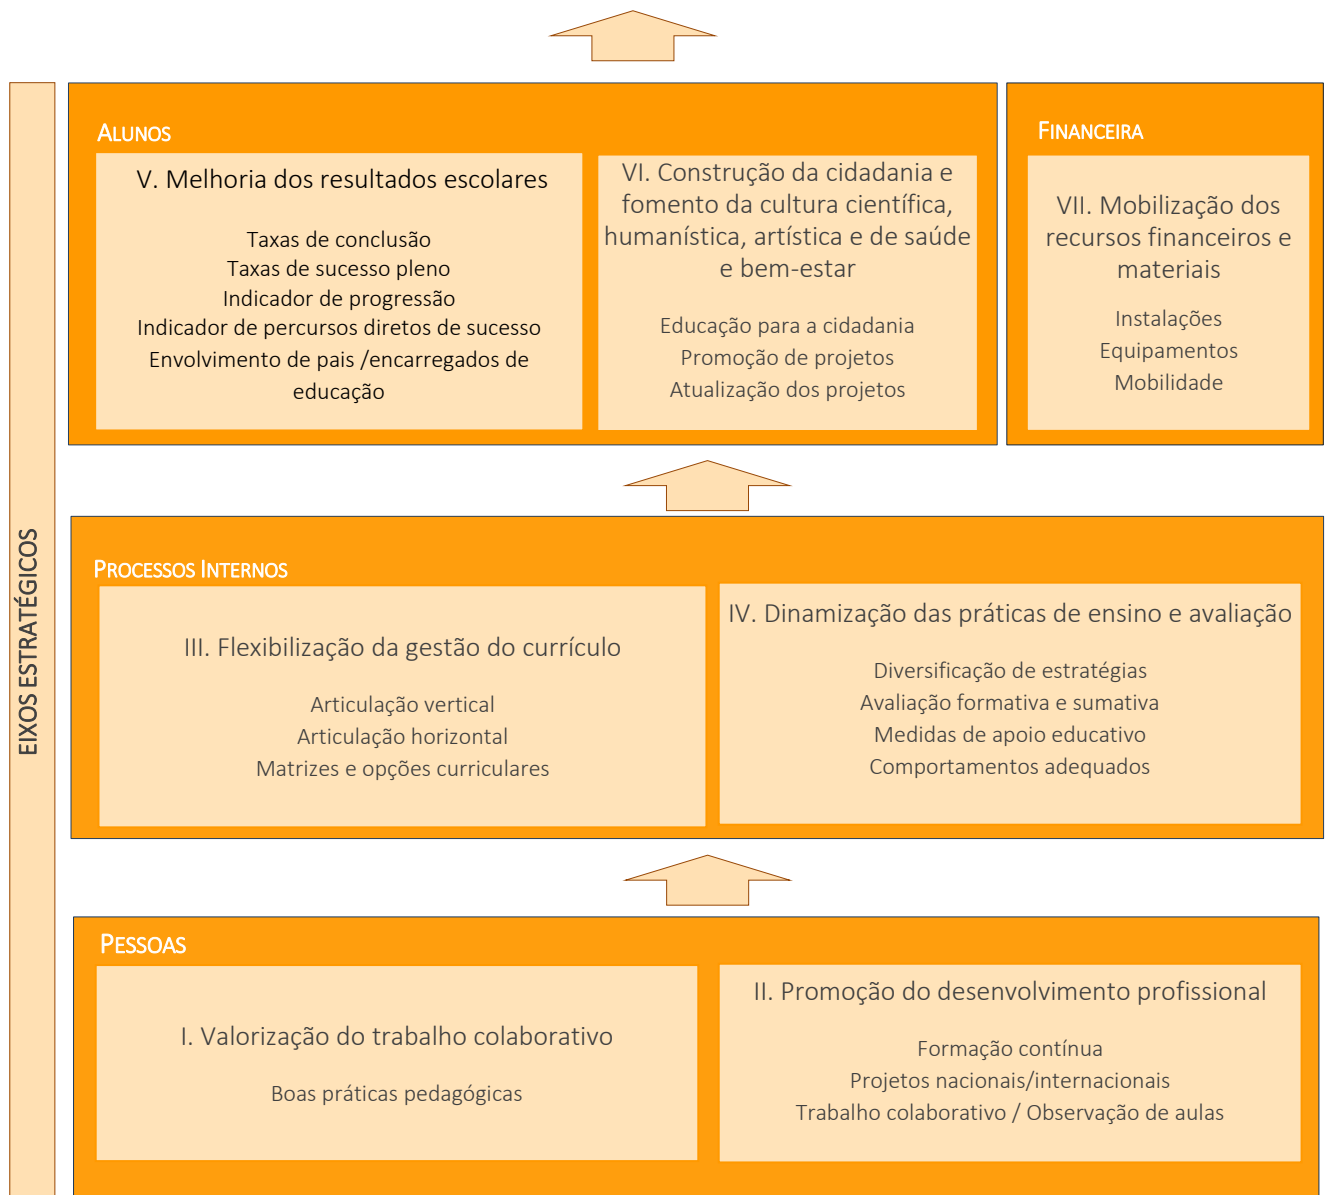 EIXOS ESTRATÉGICOS
ALUNOS
V. Melhoria dos resultados escolares
Taxas de conclusão
Taxas de sucesso pleno
Indicador de progressão
Indicador de percursos diretos de sucesso
Envolvimento de pais /encarregados de
educação
VI. Construção da cidadania e
fomento da cultura científica,
humanística, artística e de saúde
e bem-estar
Educação para a cidadania
Promoção de projetos
Atualização dos projetos
FINANCEIRA
VII. Mobilização dos
recursos financeiros e
materiais
Instalações
Equipamentos
Mobilidade
PROCESSOS INTERNOS
III. Flexibilização da gestão do currículo
Articulação vertical
Articulação horizontal
Matrizes e opções curriculares
IV. Dinamização das práticas de ensino e avaliação
Diversificação de estratégias
Avaliação formativa e sumativa
Medidas de apoio educativo
Comportamentos adequados
PESSOAS
I. Valorização do trabalho colaborativo
Boas práticas pedagógicas
II. Promoção do desenvolvimento profissional
Formação contínua
Projetos nacionais/internacionais
Trabalho colaborativo / Observação de aulas